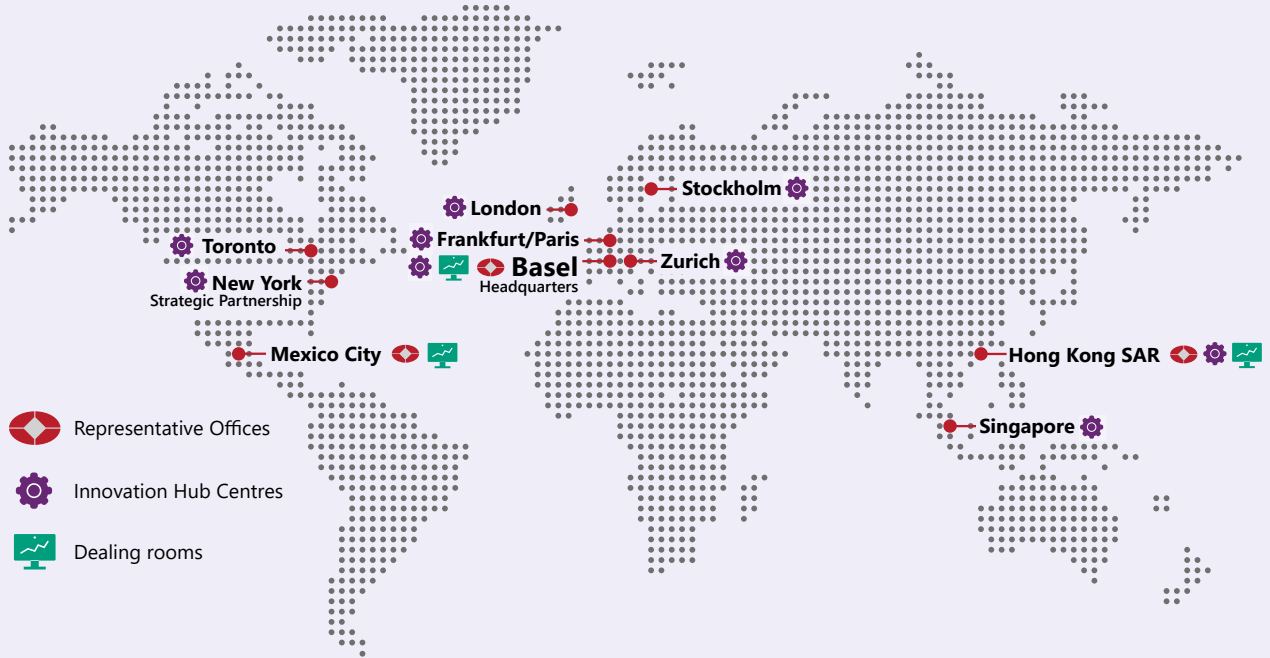 Stockholm
London
Frankfurt/Paris
Toronto
Basel
Headquarters
Zurich
New York
Strategic Partnership
Mexico City
Hong Kong SAR
Singapore
Representative Offices
Innovation Hub Centres
Dealing rooms